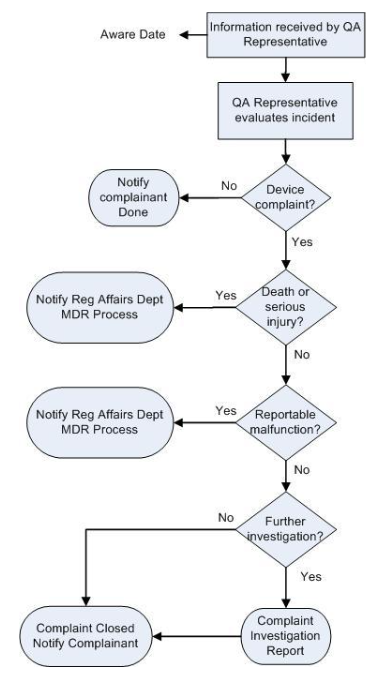 Aware Date
Information received by QA
Representative
QA Representative
evaluates incident
Notify
complainant
Done
No
Device
complaint?
Yes
Notify Reg Affairs Dept
MDR Process
Yes
Death or
serious
injury?
No
Notify Reg Affairs Dept
MDR Process
Yes
Reportable
malfunction?
No
No
Further
investigation?
Yes
Complaint Closed
Notify Complainant
Complaint
Investigation
Report